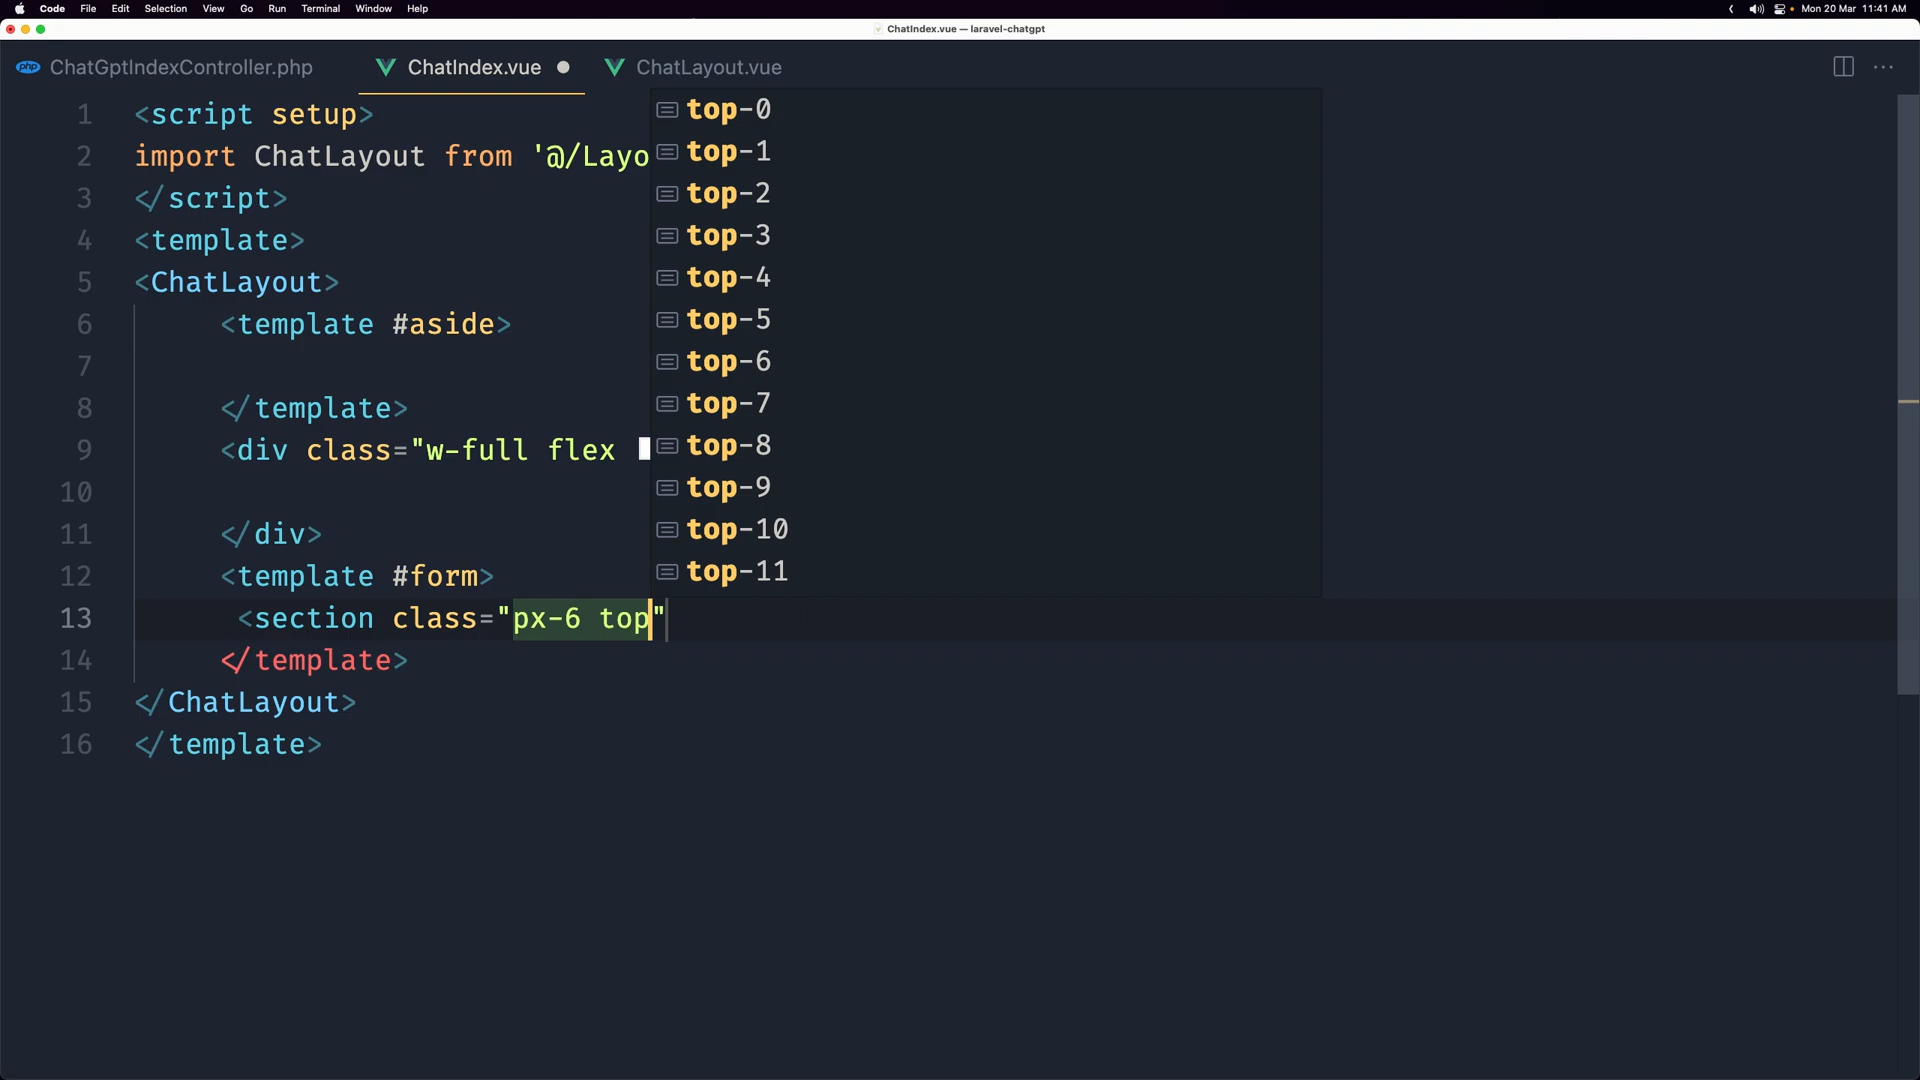 Code File Edit Selection View Go Run Terminal Window Help Mon 20 Mar 11:41 AM
ChatIndex.vue — laravel-chatgpt
php ChatGptIndexController.php ChatIndex.vue ChatLayout.vue
1 <script setup>
2 import ChatLayout from '@/Layo
3 </script>
4 <template>
5 <ChatLayout>
6 <template #aside>
7
8 </template>
9 <div class="w-full flex
10
11 </div>
12 <template #form>
13 <section class="px-6 top"
14 </template>
15 </ChatLayout>
16 </template>
top-0
top-1
top-2
top-3
top-4
top-5
top-6
top-7
top-8
top-9
top-10
top-11